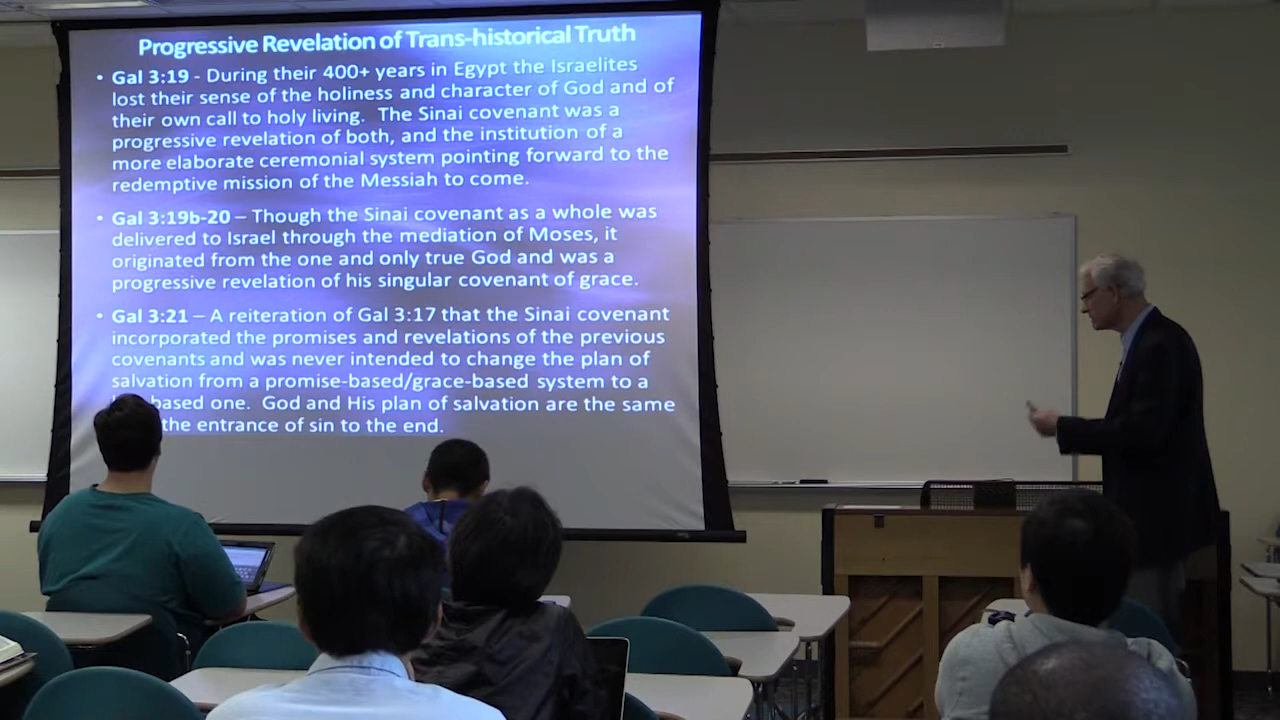 Progressive Revelation of Trans-historical Truth
• Gal 3:19 - During their 400+ years in Egypt the Israelites
lost their sense of the holiness and character of God and of
their own call to holy living. The Sinai covenant was a
progressive revelation of both, and the institution of a
more elaborate ceremonial system pointing forward to the
redemptive mission of the Messiah to come.
• Gal 3:19b-20 – Though the Sinai covenant as a whole was
delivered to Israel through the mediation of Moses, it
originated from the one and only true God and was a
progressive revelation of his singular covenant of grace.
• Gal 3:21 – A reiteration of Gal 3:17 that the Sinai covenant
incorporated the promises and revelations of the previous
covenants and was never intended to change the plan of
salvation from a promise-based/grace-based system to a
based one. God and His plan of salvation are the same
the entrance of sin to the end.